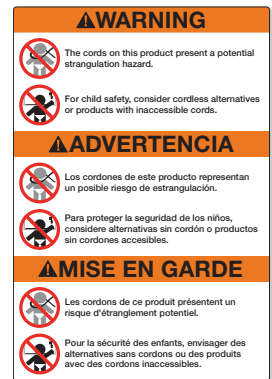 WARNING
The cords on this product present a potential
strangulation hazard.
For child safety, consider cordless alternatives
or products with inaccessible cords.
ADVERTENCIA
Los cordones de este producto representan
un posible riesgo de estrangulación.
Para proteger la seguridad de los niños,
considere alternativas sin cordón o productos
sin cordones accesibles.
MISE EN GARDE
Les cordons de ce produit présentent un
risque d'étranglement potentiel.
Pour la sécurité des enfants, envisager des
alternatives sans cordons ou des produits
avec des cordons inaccessibles.